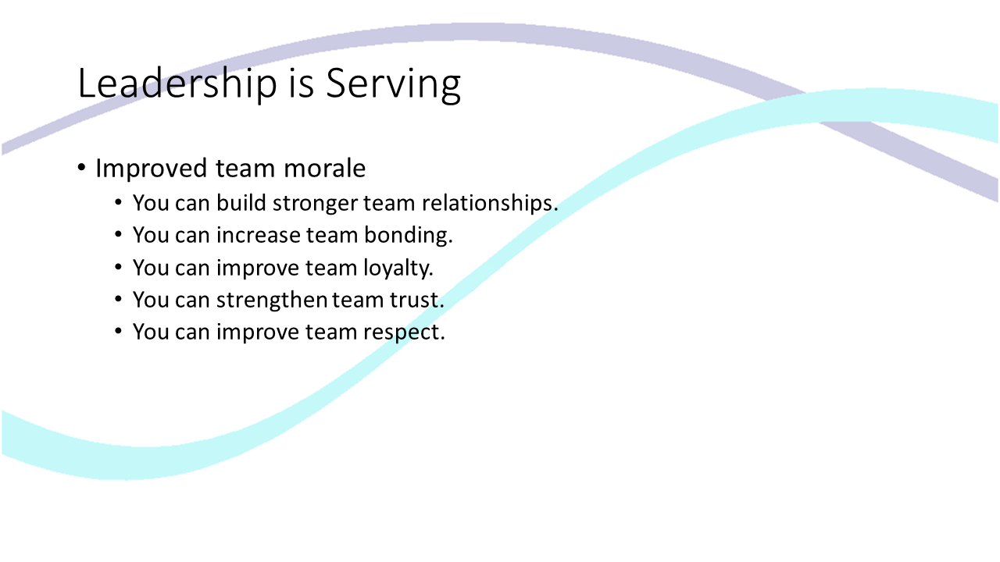 Leadership is Serving
• Improved team morale
• You can build stronger team relationships.
• You can increase team bonding.
• You can improve team loyalty.
• You can strengthen team trust.
• You can improve team respect.